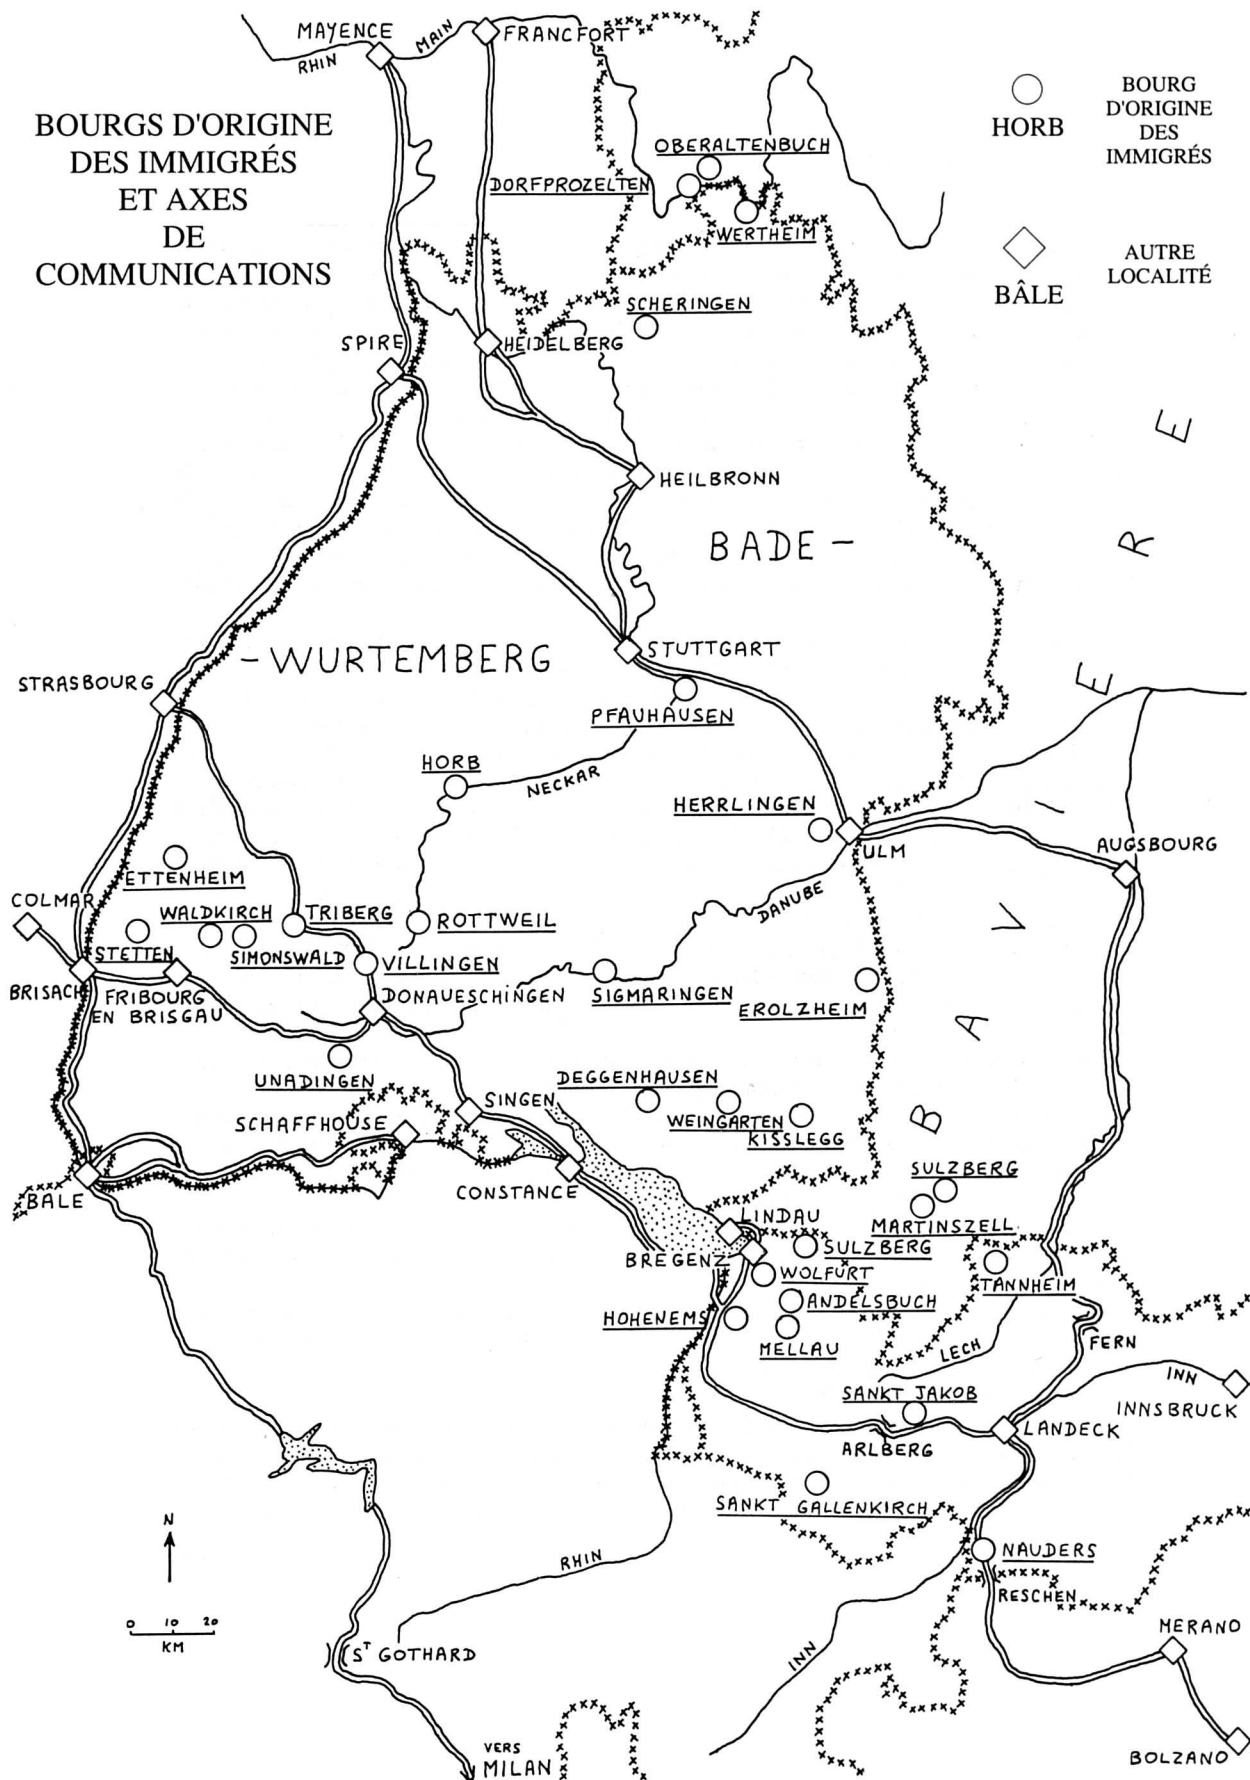 MAYENCE
MAIN
FRANCFORT
RHIN
BOURGS D'ORIGINE
DES IMMIGRÉS
ET AXES
DE
COMMUNICATIONS
HORB
BOURG
D'ORIGINE
DES
IMMIGRÉS
BÂLE
AUTRE
LOCALITÉ
OBERALTENBUCH
DORFPROZELTEN
WERTHEIM
SCHERINGEN
SPIRE
HEIDELBERG
HEILBRONN
BADE -
- WURTEMBERG
BAVIERE
STUTTGART
STRASBOURG
PFAUHAUSEN
HORB
NECKAR
HERRLINGEN
ULM
AUGSBOURG
ETTENHEIM
DANUBE
COLMAR
WALDKIRCH
TRIBERG
ROTTWEIL
STETTEN
SIMONSWALD
VILLINGEN
BRISACH
FRIBOURG
EN BRISGAU
DONAUESCHINGEN
SIGMARINGEN
EROLZHEIM
UNADINGEN
DEGGENHAUSEN
SINGEN
WEINGARTEN
KISSLEGG
SCHAFFHOUSE
SULZBERG
BALE
CONSTANCE
MARTINSZELL
LINDAU
SULZBERG
BREGENZ
WOLFURT
TANNHEIM
ANDELSBUCH
HOHENEMS
MELLAU
LECH
FERN
INN
SANKT JAKOB
INNSBRUCK
LANDECK
ARLBERG
SANKT GALLENKIRCH
N
NAUDERS
RHIN
RESCHEN
0 10 20
KM
MERANO
ST GOTHARD
INN
VERS
MILAN
BOLZANO